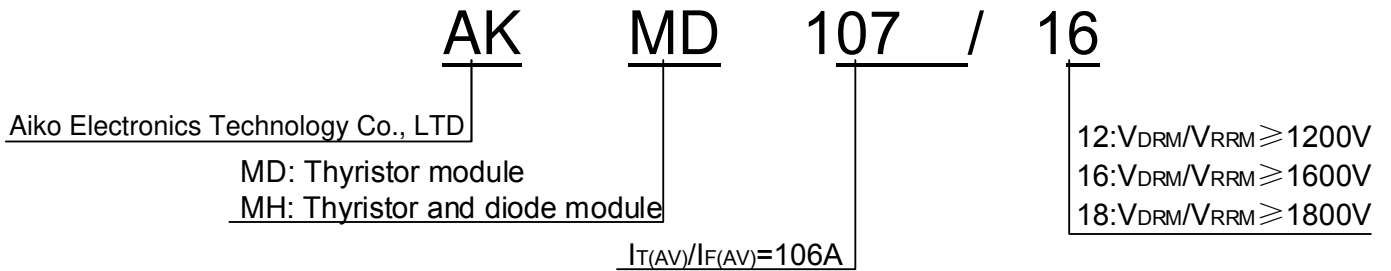 AK MD 107 / 16
Aiko Electronics Technology Co., LTD
MD: Thyristor module
MH: Thyristor and diode module
IT(AV)/IF(AV)=106A
12:VDRM/VRRM≥1200V
16:VDRM/VRRM≥1600V
18:VDRM/VRRM≥1800V